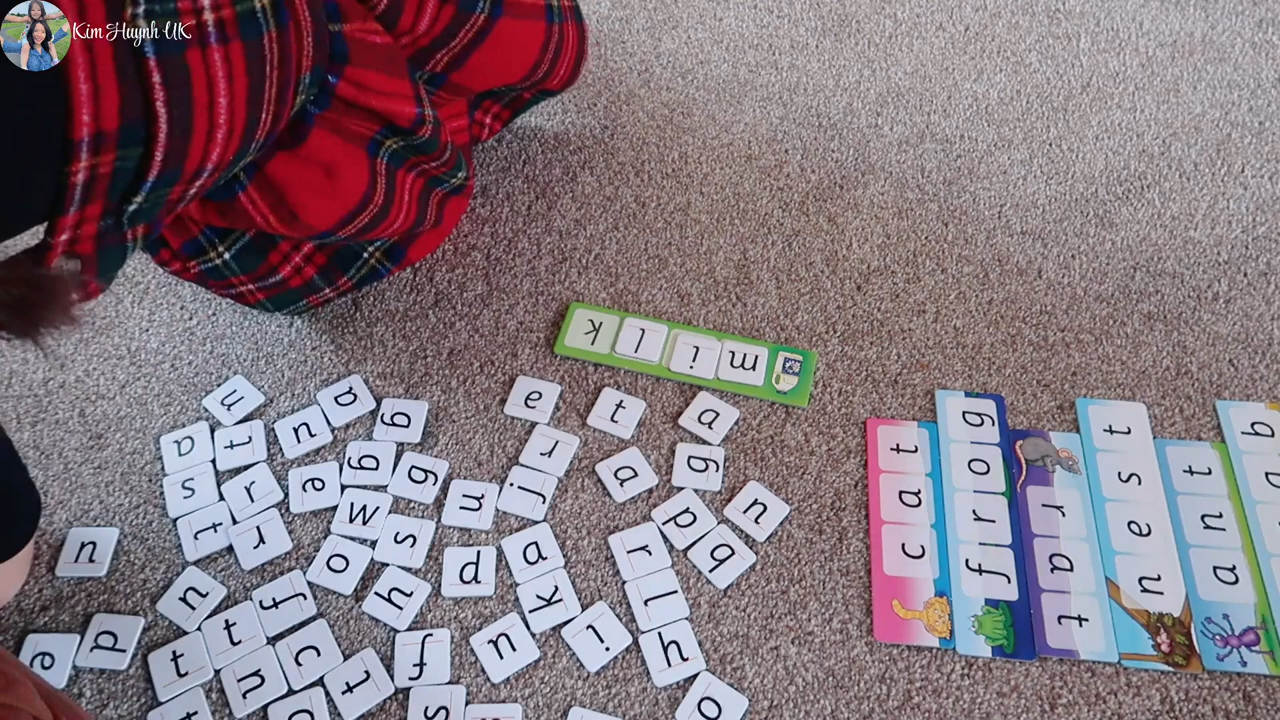 Kim Huynh UK
milk
cat
frog
rat
nest
ant
e
t
a
u
a
g
a
t
n
r
g
s
r
e
g
g
a
g
n
w
u
j
p
t
r
o
s
d
a
r
q
n
n
h
k
l
f
t
n
i
h
e
p
t
u
c
t
f
o
s